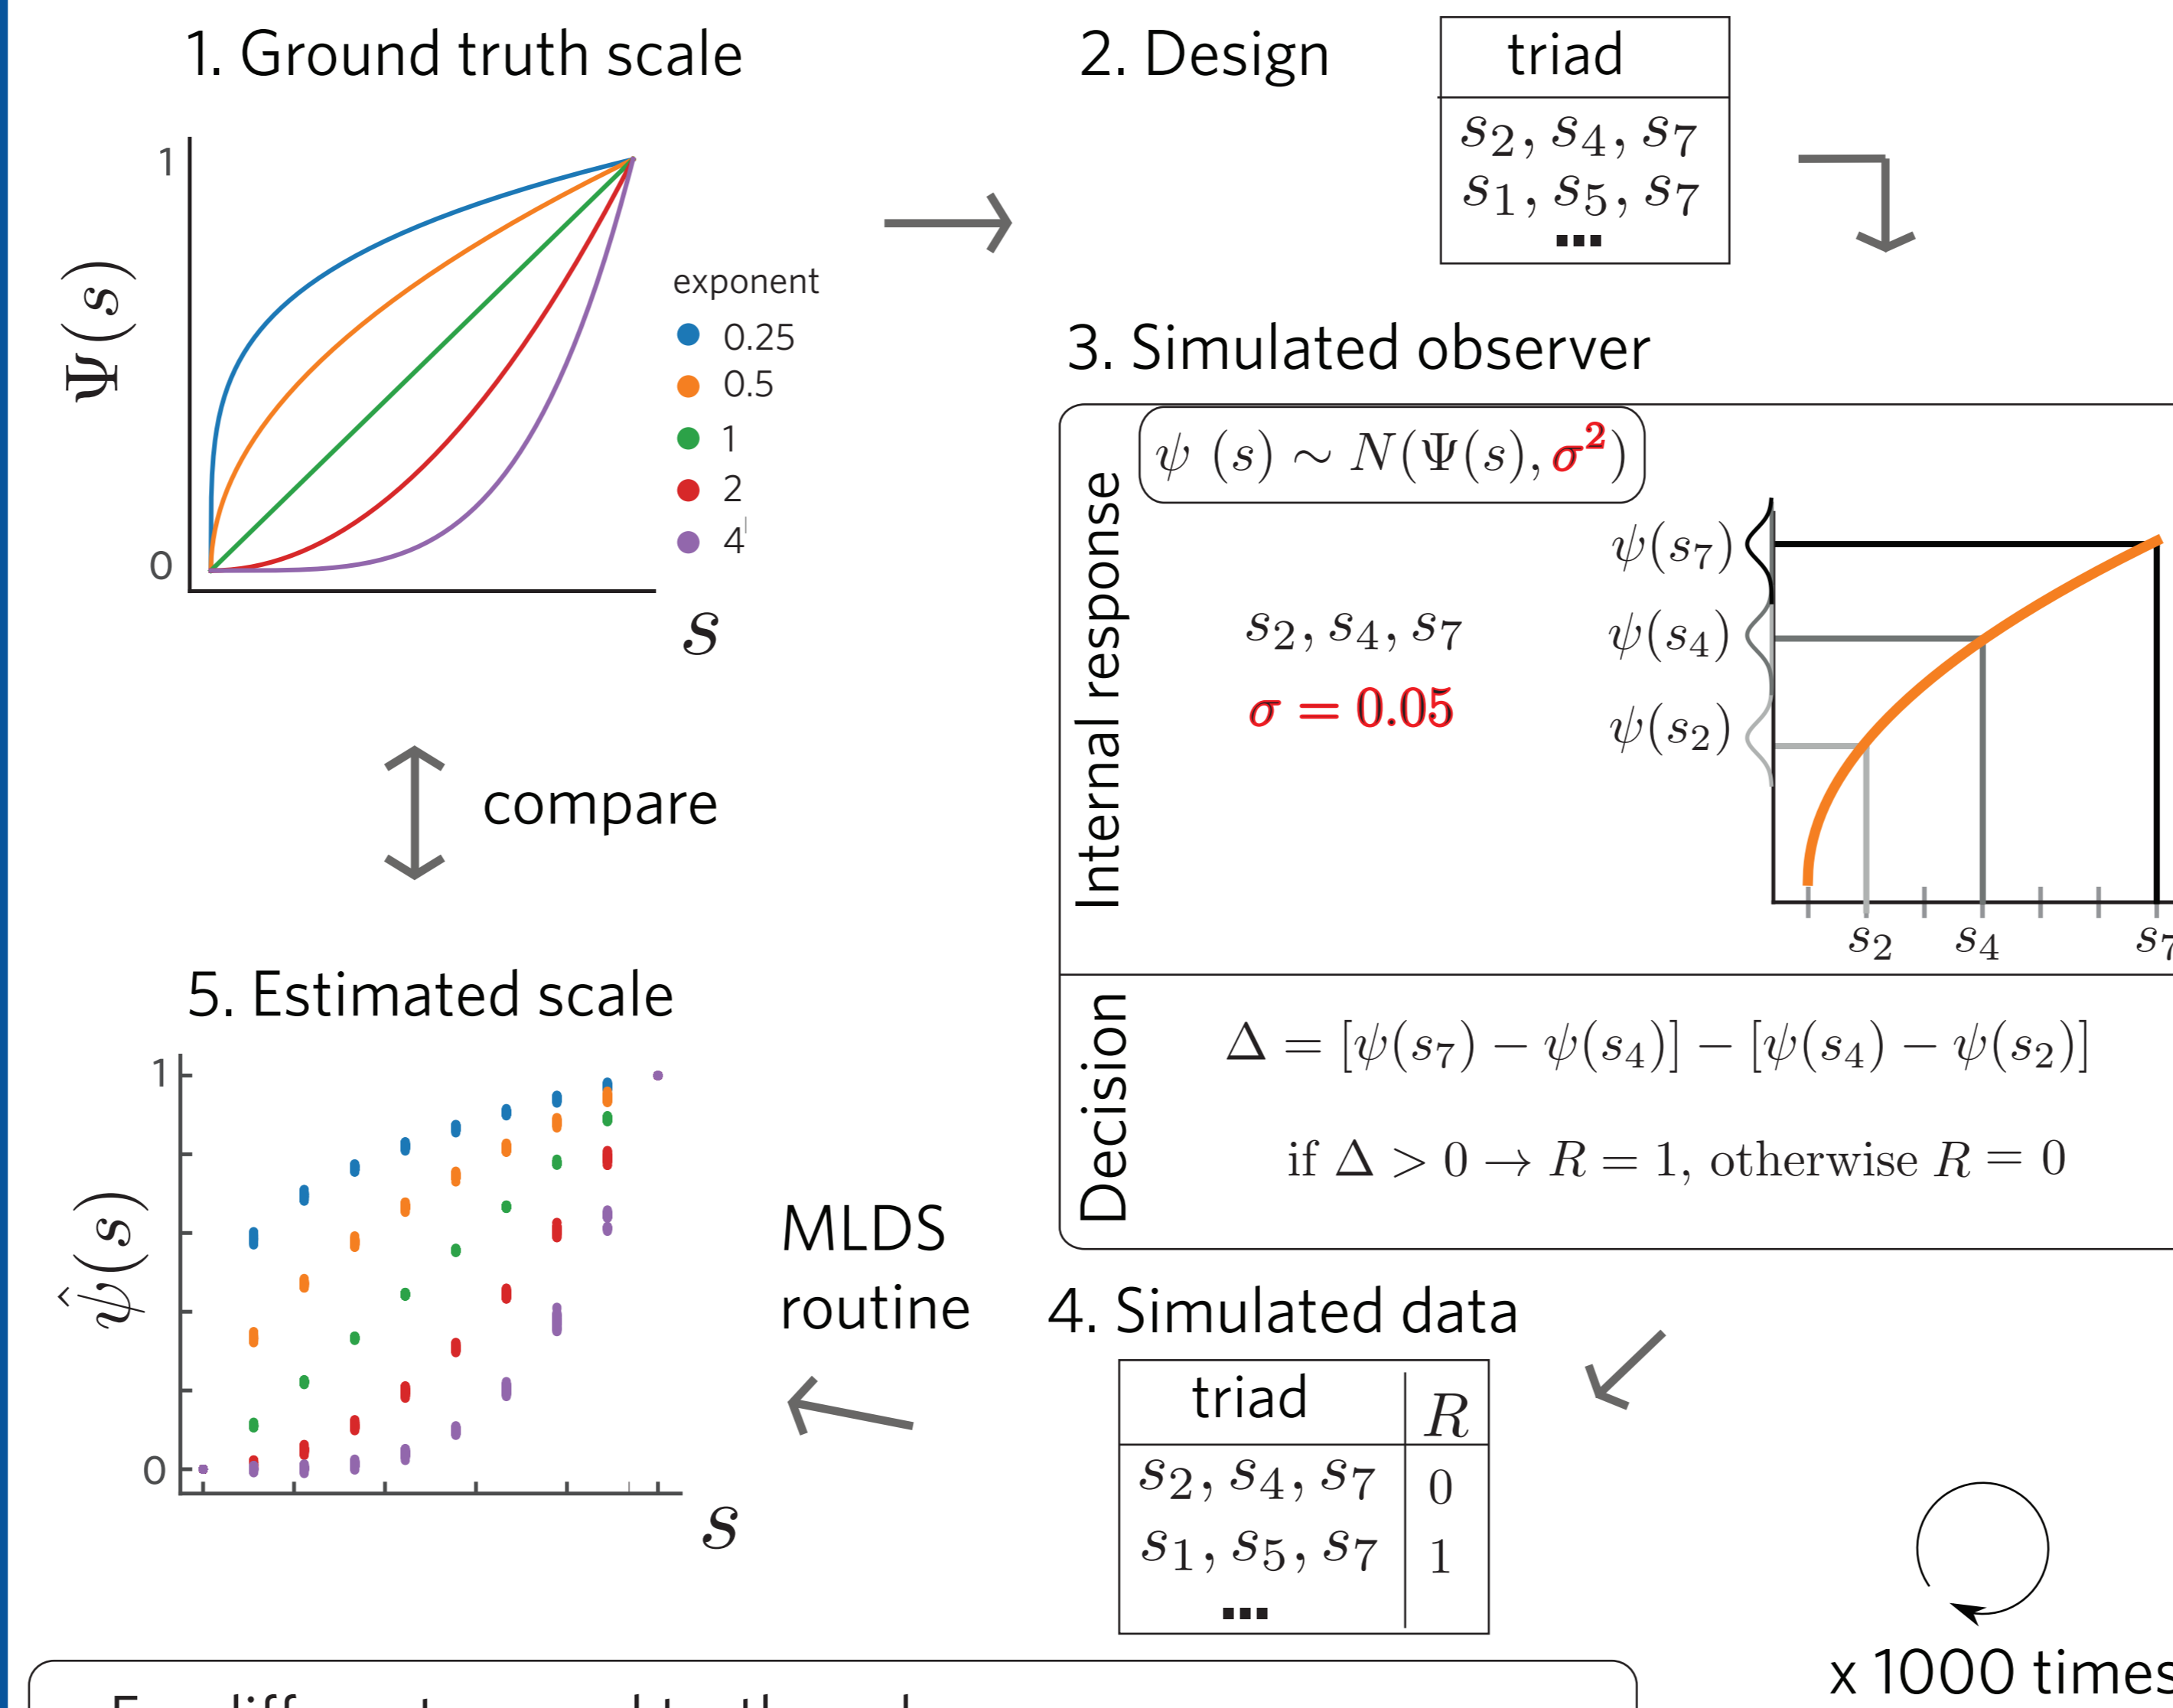 1. Ground truth scale
1
0
Ψ(s)
s
exponent
0.25
0.5
1
2
4
2. Design
triad
s₂, s₄, s₇
s₁, s₅, s₇
...
3. Simulated observer
Internal response
ψ (s) ∼ N(Ψ(s), σ²)
s₂, s₄, s₇
σ = 0.05
ψ(s₇)
ψ(s₄)
ψ(s₂)
s₂ s₄ s₇
Decision
Δ = [ψ(s₇) − ψ(s₄)] − [ψ(s₄) − ψ(s₂)]
if Δ > 0 → R = 1, otherwise R = 0
4. Simulated data
triad R
s₂, s₄, s₇ 0
s₁, s₅, s₇ 1
...
x 1000 times
MLDS
routine
5. Estimated scale
1
0
ψ̂(s)
s
compare